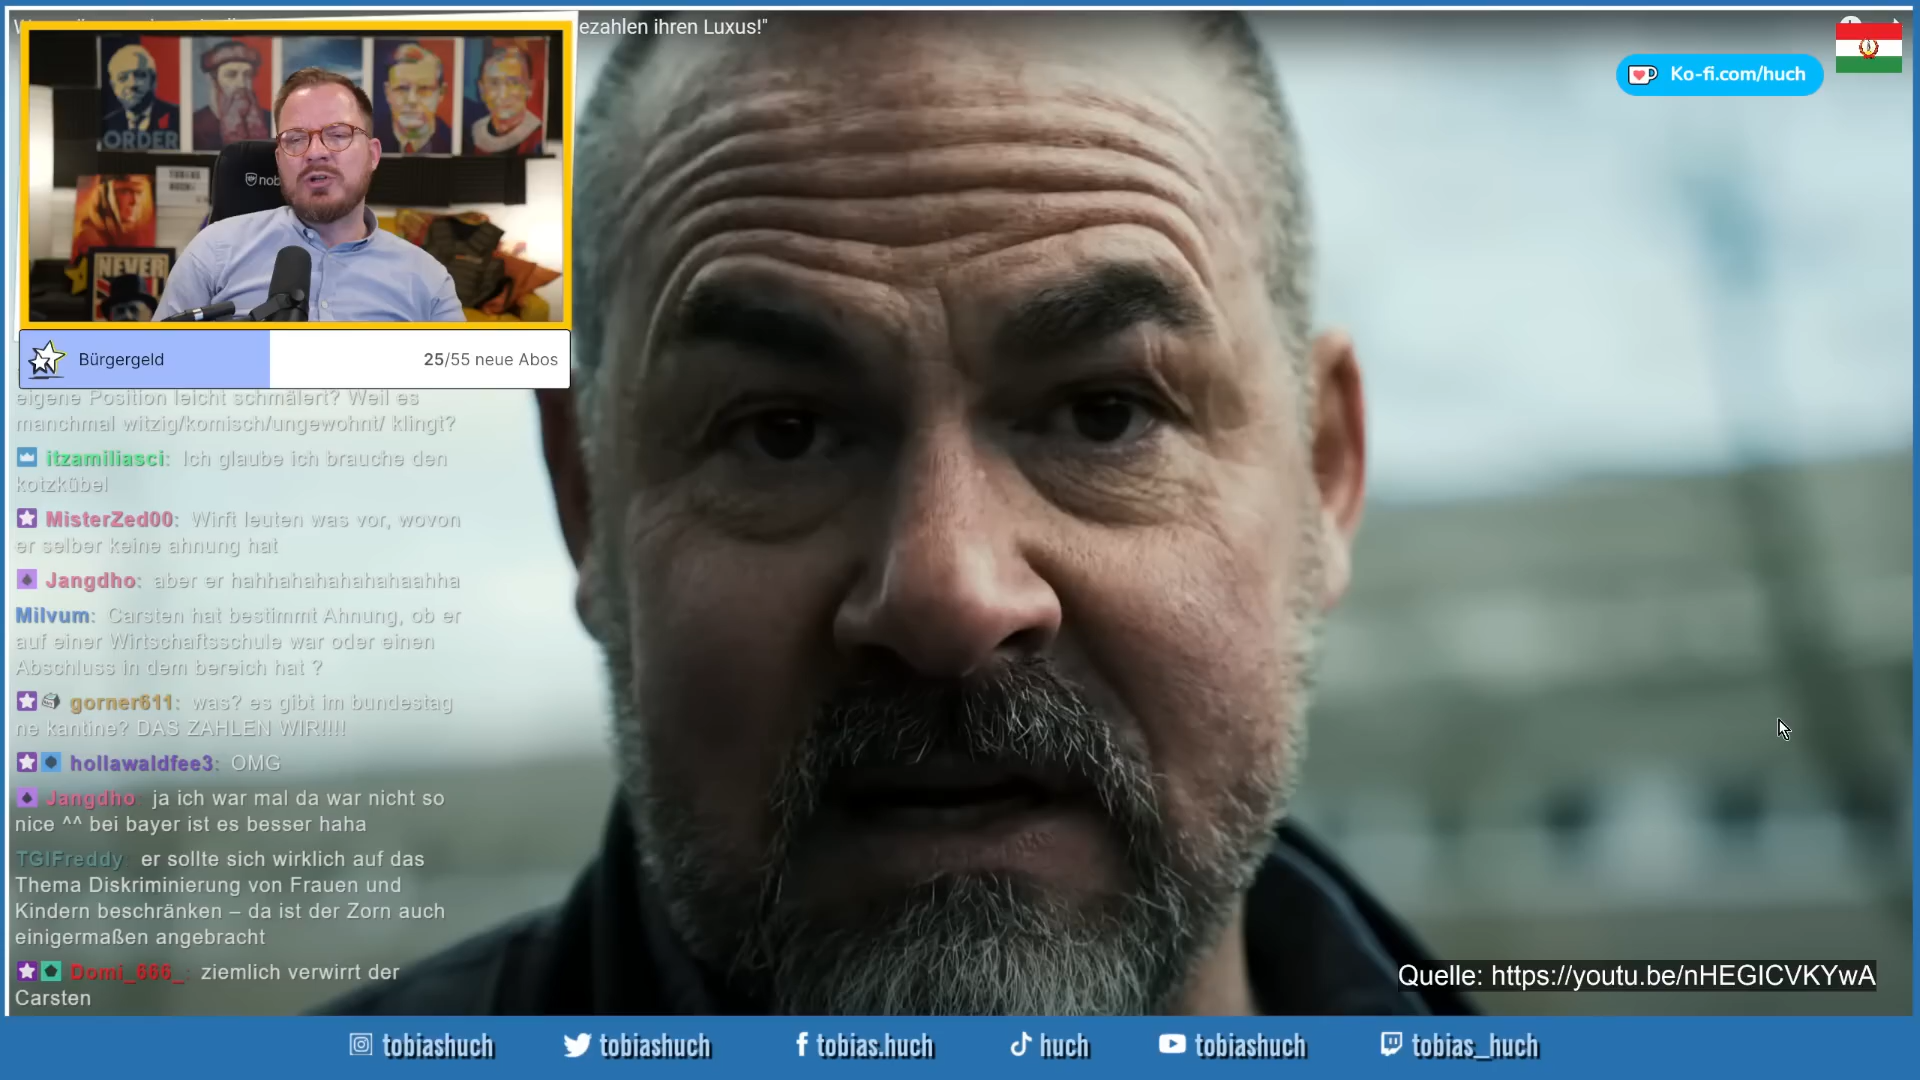 ezahlen ihren Luxus!"
Ko-fi.com/huch
ORDER
TOBIAS
HUCH
nob
NEVER
Bürgergeld
25/55 neue Abos
eigene Position leicht schmälert? Weil es
manchmal witzig/komisch/ungewohnt/ klingt?
itzamiliasci: Ich glaube ich brauche den
kotzkübel
MisterZed00: Wirft leuten was vor, wovon
er selber keine ahnung hat
Jangdho: aber er hahhahahahahahaahha
Milvum: Carsten hat bestimmt Ahnung, ob er
auf einer Wirtschaftsschule war oder einen
Abschluss in dem bereich hat ?
gorner611: was? es gibt im bundestag
ne kantine? DAS ZAHLEN WIR!!!!
hollawaldfee3: OMG
Jangdho: ja ich war mal da war nicht so
nice ^^ bei bayer ist es besser haha
TGIFreddy: er sollte sich wirklich auf das
Thema Diskriminierung von Frauen und
Kindern beschränken – da ist der Zorn auch
einigermaßen angebracht
Domi_666_: ziemlich verwirrt der
Carsten
Quelle: https://youtu.be/nHEGICVKYwA
tobiashuch
tobiashuch
tobias.huch
huch
tobiashuch
tobias_huch